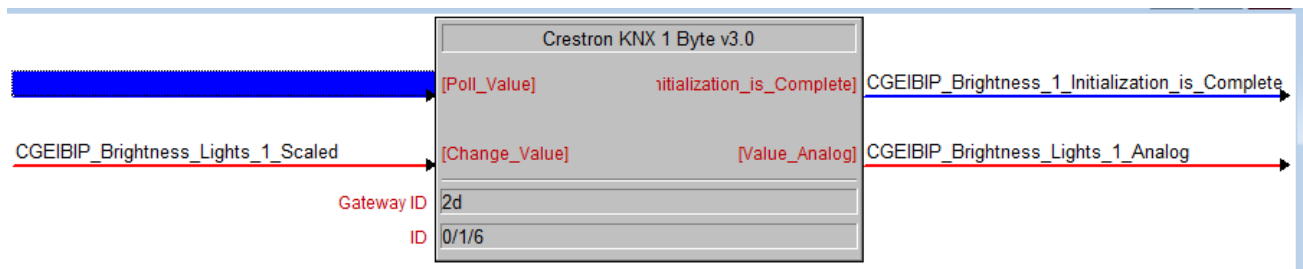 Crestron KNX 1 Byte v3.0
[Poll_Value] nitialization_is_Complete] CGEIBIP_Brightness_1_Initialization_is_Complete
CGEIBIP_Brightness_Lights_1_Scaled [Change_Value] [Value_Analog] CGEIBIP_Brightness_Lights_1_Analog
Gateway ID 2d
ID 0/1/6